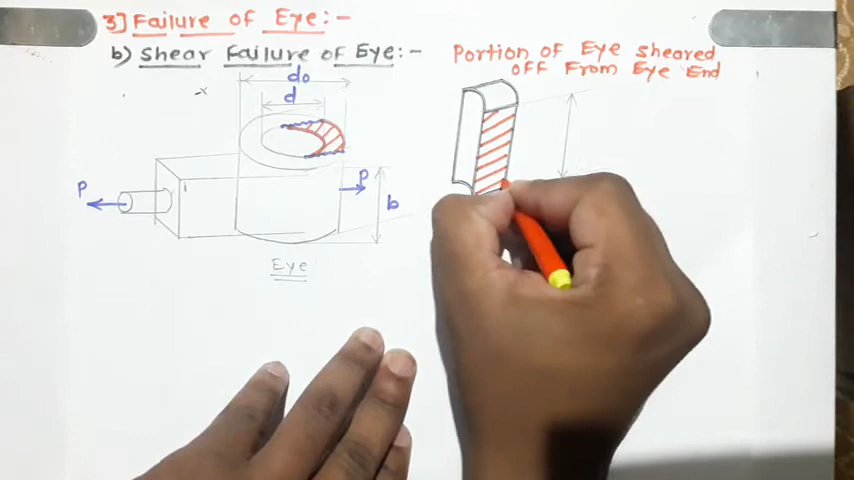 3] Failure of Eye:-
b) Shear Failure of Eye:-
Portion of Eye sheared
off From Eye End
do
d
P
P
b
Eye